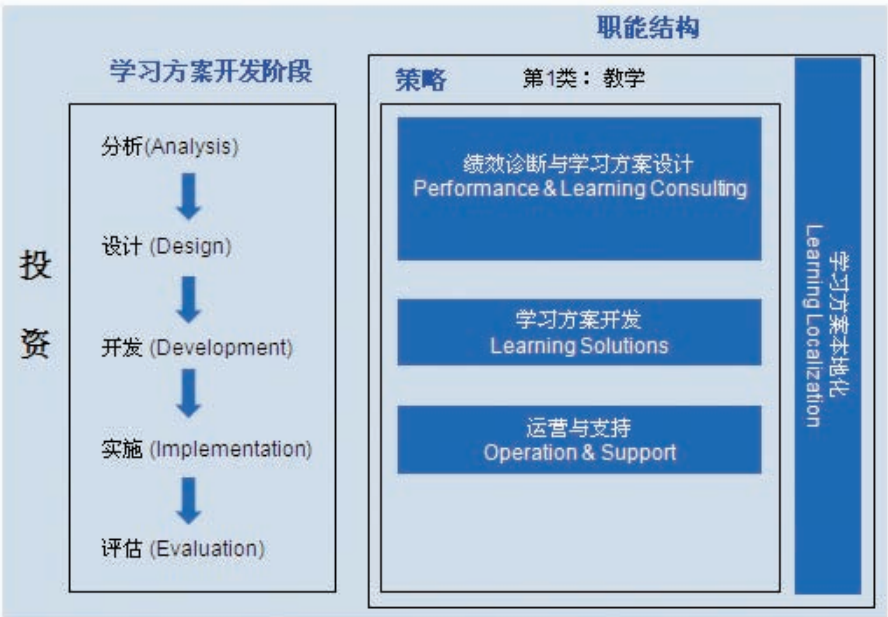 职能结构
学习方案开发阶段
策略 第1类：教学
投
资
分析(Analysis)
设计 (Design)
开发 (Development)
实施 (Implementation)
评估 (Evaluation)
绩效诊断与学习方案设计
Performance & Learning Consulting
学习方案开发
Learning Solutions
运营与支持
Operation & Support
学习方案本地化
Learning Localization